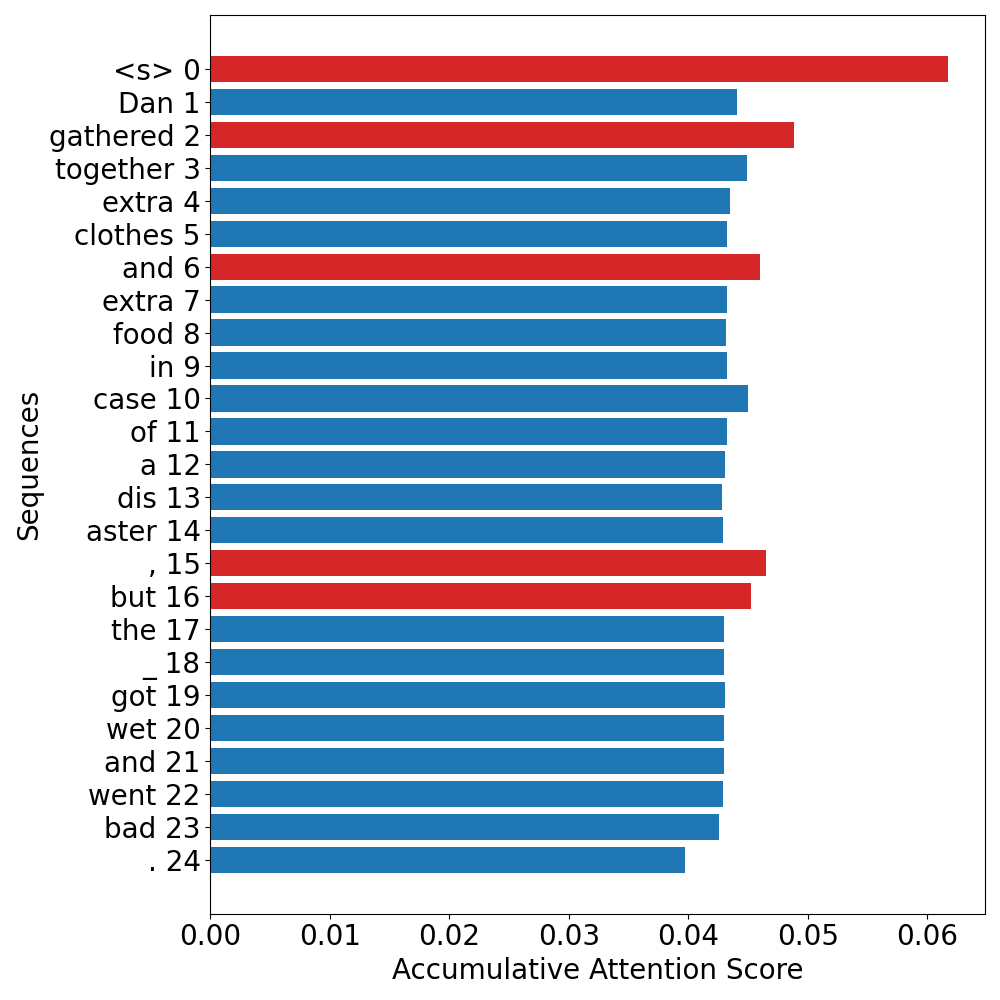 <s> 0
Dan 1
gathered 2
together 3
extra 4
clothes 5
and 6
extra 7
food 8
in 9
case 10
of 11
a 12
dis 13
aster 14
, 15
but 16
the 17
_ 18
got 19
wet 20
and 21
went 22
bad 23
. 24
Sequences
0.00 0.01 0.02 0.03 0.04 0.05 0.06
Accumulative Attention Score